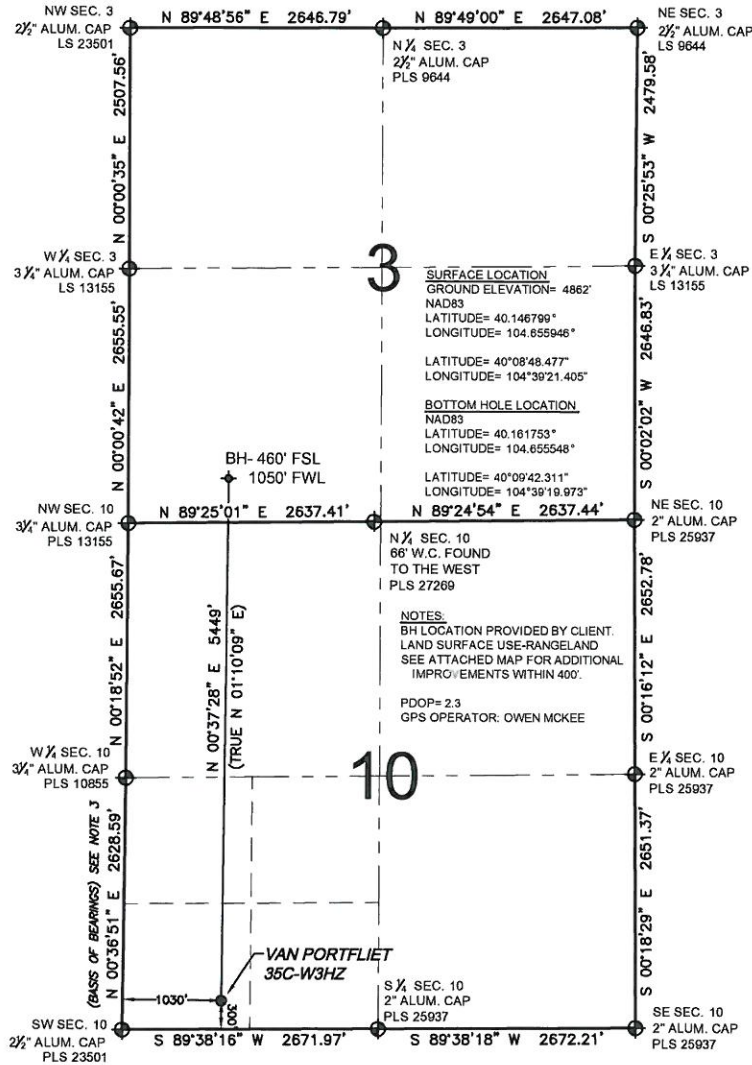 NW SEC. 3
2½" ALUM. CAP
LS 23501
N 89°48'56" E 2646.79'
N 89°49'00" E 2647.08'
NE SEC. 3
2½" ALUM. CAP
LS 9644
N ¼ SEC. 3
2½" ALUM. CAP
PLS 9644
N 00°00'35" E 2507.56'
S 00°25'53" W 2479.58'
W ¼ SEC. 3
3¼" ALUM. CAP
LS 13155
3
E ¼ SEC. 3
3¼" ALUM. CAP
LS 13155
SURFACE LOCATION
GROUND ELEVATION= 4862'
NAD83
LATITUDE= 40.146799°
LONGITUDE= 104.655946°
LATITUDE= 40°08'48.477"
LONGITUDE= 104°39'21.405"
BOTTOM HOLE LOCATION
NAD83
LATITUDE= 40.161753°
LONGITUDE= 104.655548°
LATITUDE= 40°09'42.311"
LONGITUDE= 104°39'19.973"
N 00°00'42" E 2655.55'
S 00°02'02" W 2646.83'
BH- 460' FSL
1050' FWL
NW SEC. 10
3¼" ALUM. CAP
PLS 13155
N 89°25'01" E 2637.41'
N 89°24'54" E 2637.44'
NE SEC. 10
2" ALUM. CAP
PLS 25937
N ¼ SEC. 10
66' W.C. FOUND
TO THE WEST
PLS 27269
NOTES:
BH LOCATION PROVIDED BY CLIENT.
LAND SURFACE USE-RANGELAND
SEE ATTACHED MAP FOR ADDITIONAL
IMPROVEMENTS WITHIN 400'.
PDOP= 2.3
GPS OPERATOR: OWEN MCKEE
N 00°18'52" E 2655.67'
N 00°37'28" E 5449'
(TRUE N 01°10'09" E)
S 00°16'12" E 2652.78'
W ¼ SEC. 10
3¼" ALUM. CAP
PLS 10855
10
E ¼ SEC. 10
2" ALUM. CAP
PLS 25937
(BASIS OF BEARINGS) SEE NOTE 3
N 00°36'51" E 2628.59'
S 00°18'29" E 2651.37'
VAN PORTFLIET
35C-W3HZ
1030'
300'
SW SEC. 10
2½" ALUM. CAP
PLS 23501
S 89°38'16" W 2671.97'
S ¼ SEC. 10
2" ALUM. CAP
PLS 25937
S 89°38'18" W 2672.21'
SE SEC. 10
2" ALUM. CAP
PLS 25937